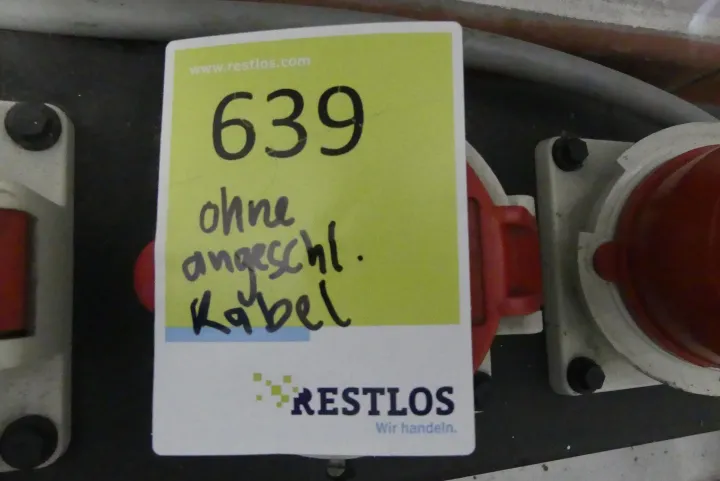 www.restlos.com
639
ohne
angeschl.
Kabel
RESTLOS
Wir handeln.